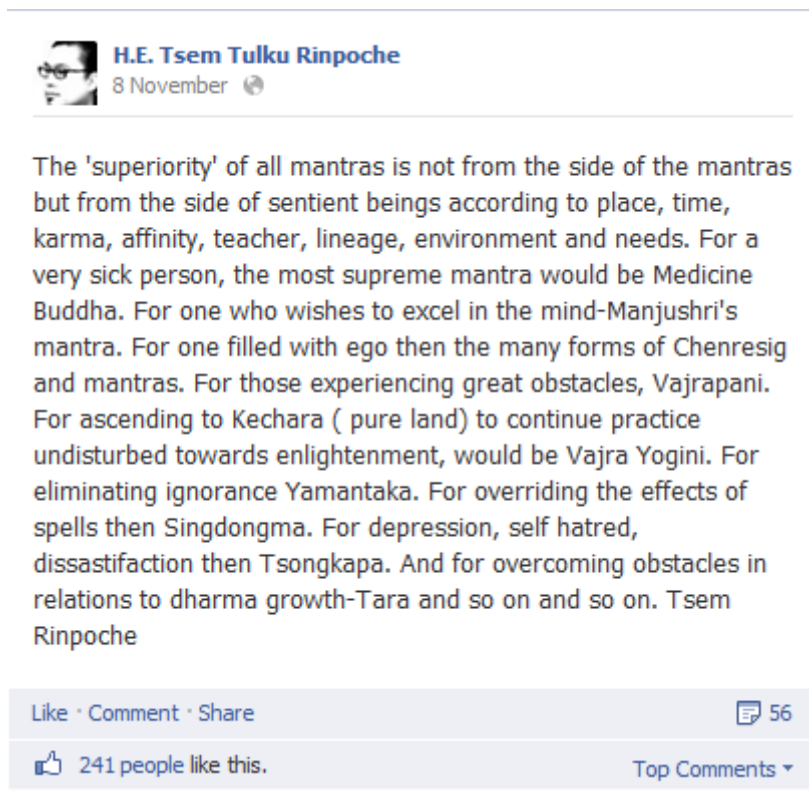 H.E. Tsem Tulku Rinpoche
8 November
The 'superiority' of all mantras is not from the side of the mantras
but from the side of sentient beings according to place, time,
karma, affinity, teacher, lineage, environment and needs. For a
very sick person, the most supreme mantra would be Medicine
Buddha. For one who wishes to excel in the mind-Manjushri's
mantra. For one filled with ego then the many forms of Chenresig
and mantras. For those experiencing great obstacles, Vajrapani.
For ascending to Kechara ( pure land) to continue practice
undisturbed towards enlightenment, would be Vajra Yogini. For
eliminating ignorance Yamantaka. For overriding the effects of
spells then Singdongma. For depression, self hatred,
dissastifaction then Tsongkapa. And for overcoming obstacles in
relations to dharma growth-Tara and so on and so on. Tsem
Rinpoche
Like · Comment · Share 56
241 people like this. Top Comments